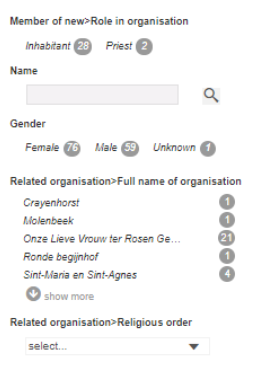 Member of new>Role in organisation
Inhabitant 28 Priest 2
Name
Gender
Female 76 Male 59 Unknown 1
Related organisation>Full name of organisation
Crayenhorst 1
Molenbeek 1
Onze Lieve Vrouw ter Rosen Ge... 21
Ronde begijnhof 1
Sint-Maria en Sint-Agnes 4
show more
Related organisation>Religious order
select...